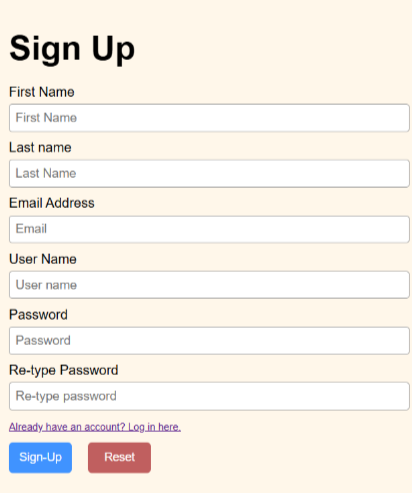 Sign Up
First Name
First Name
Last name
Last Name
Email Address
Email
User Name
User name
Password
Password
Re-type Password
Re-type password
Already have an account? Log in here.
Sign-Up Reset